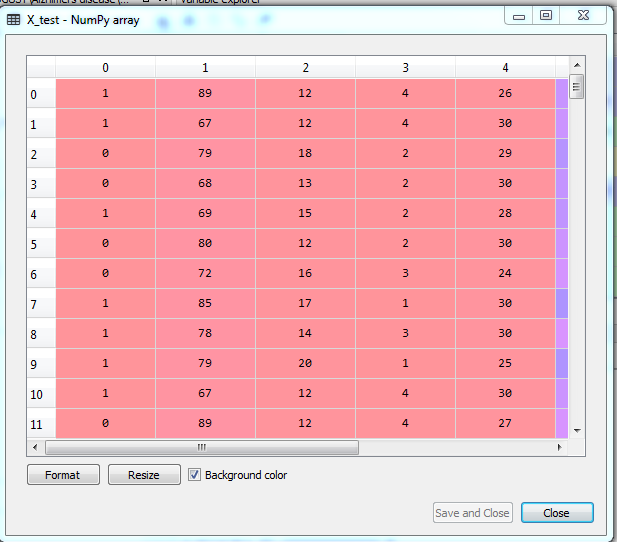 X_test - NumPy array
0 1 2 3 4
0 1 89 12 4 26
1 1 67 12 4 30
2 0 79 18 2 29
3 0 68 13 2 30
4 1 69 15 2 28
5 0 80 12 2 30
6 0 72 16 3 24
7 1 85 17 1 30
8 1 78 14 3 30
9 1 79 20 1 25
10 1 67 12 4 30
11 0 89 12 4 27
Format Resize Background color
Save and Close Close